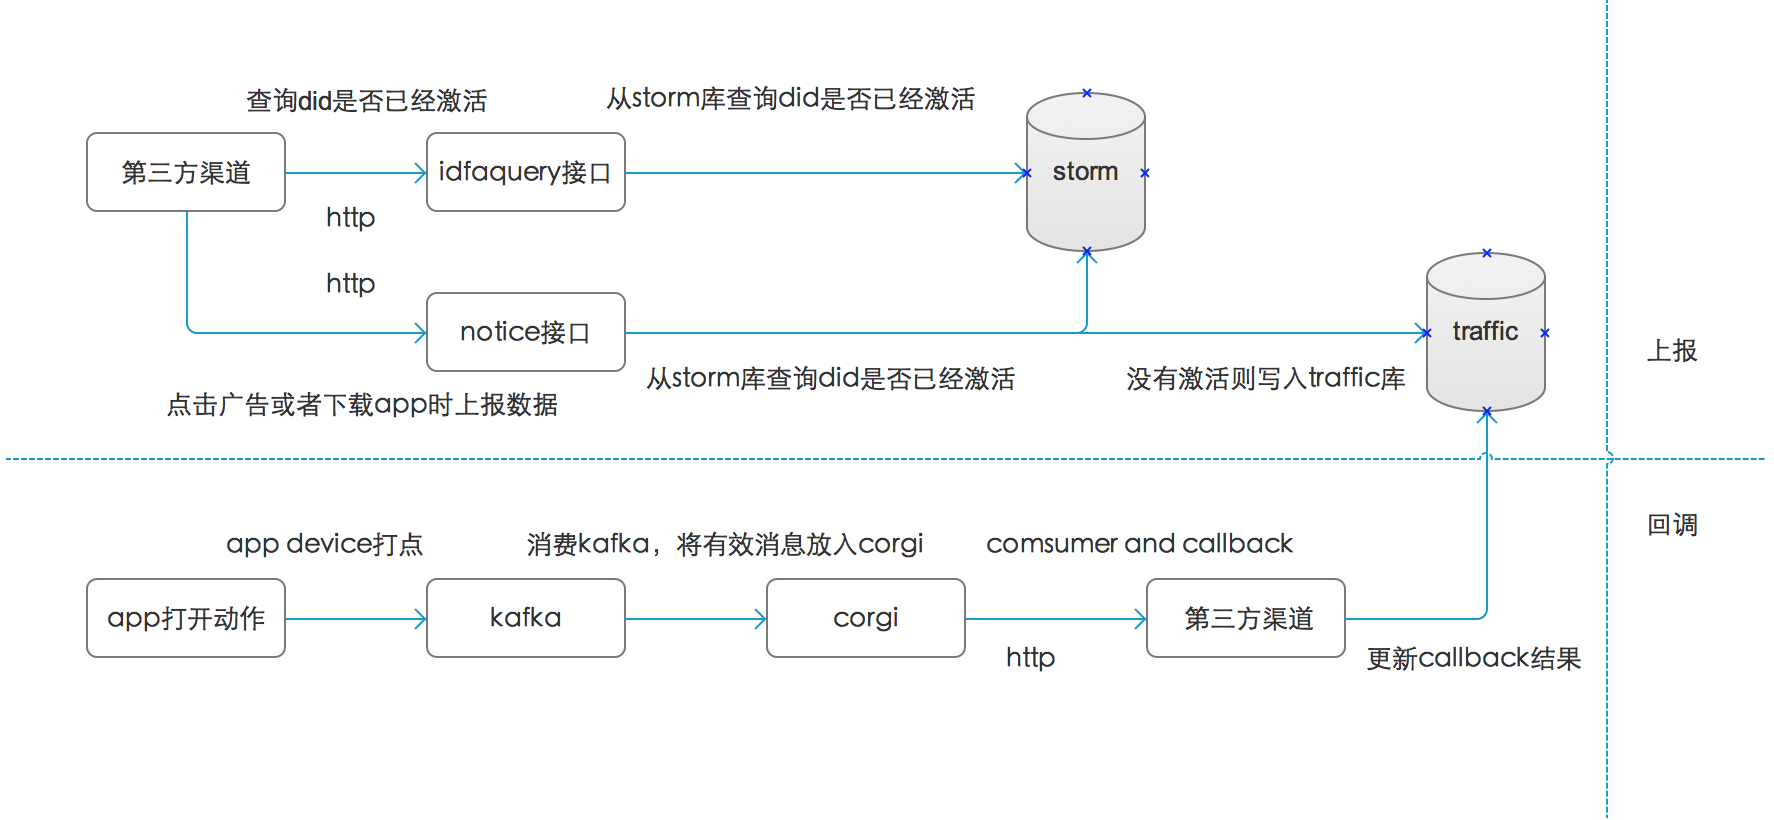 查询did是否已经激活
从storm库查询did是否已经激活
第三方渠道
idfaquery接口
storm
http
http
notice接口
traffic
从storm库查询did是否已经激活
没有激活则写入traffic库
上报
点击广告或者下载app时上报数据
回调
app device打点
消费kafka，将有效消息放入corgi
comsumer and callback
app打开动作
kafka
corgi
第三方渠道
http
更新callback结果